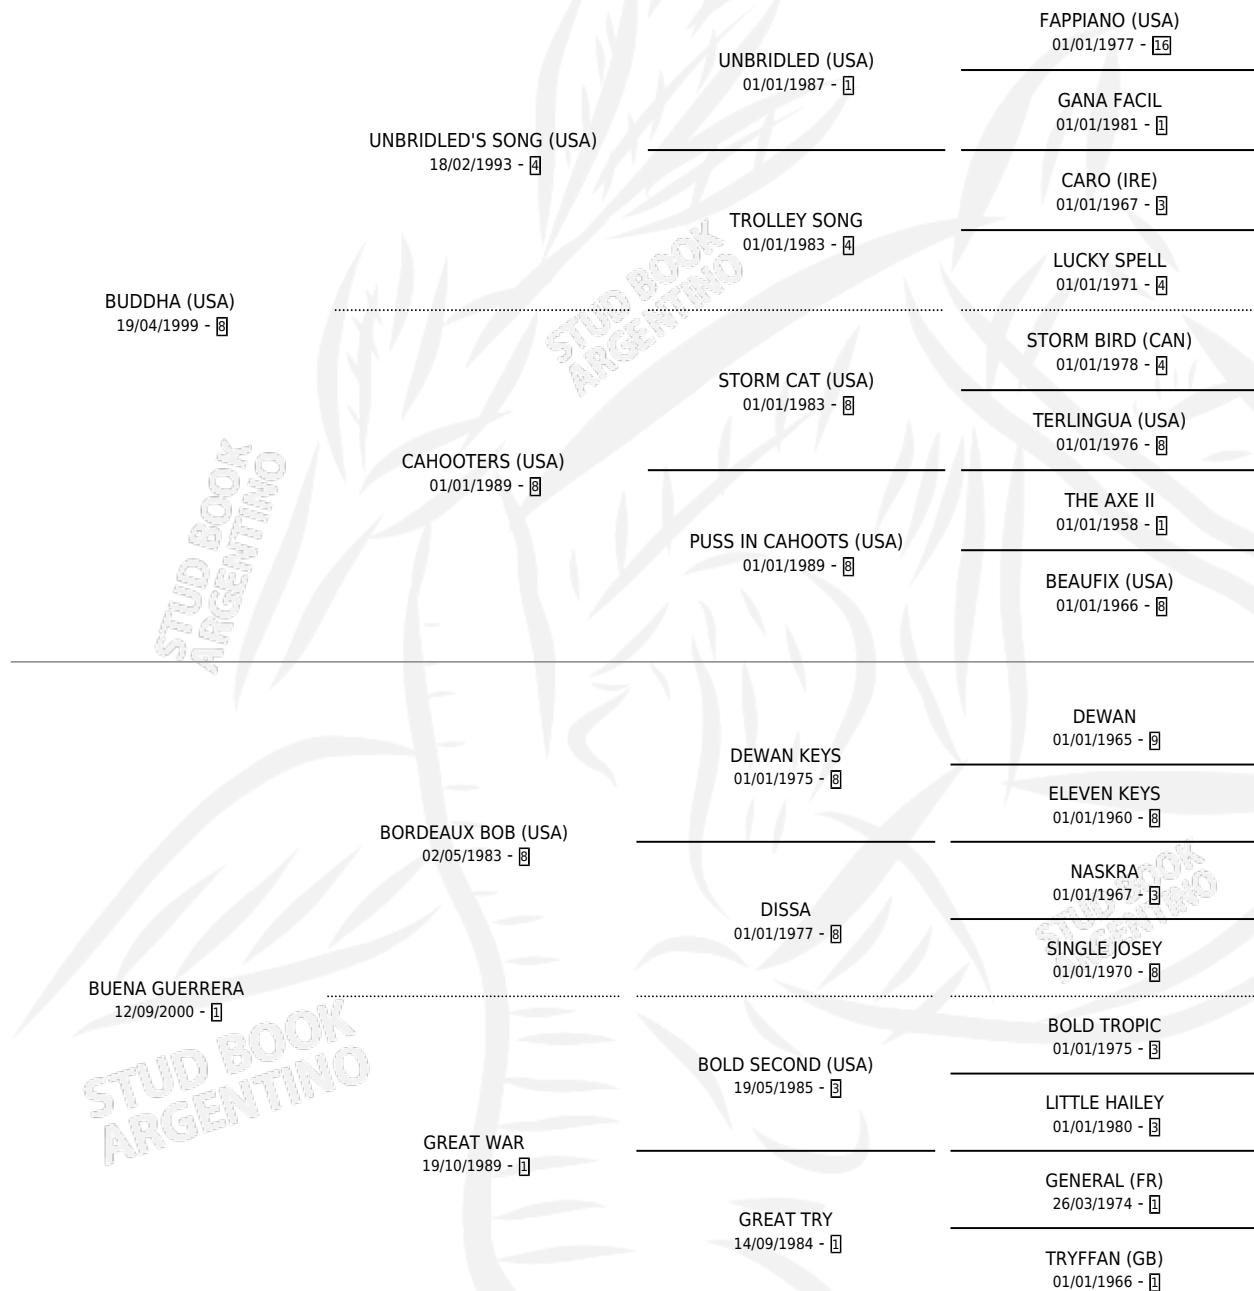 FAPPIANO (USA)
01/01/1977 - 16
UNBRIDLED (USA)
01/01/1987 - 1
GANA FACIL
01/01/1981 - 1
UNBRIDLED'S SONG (USA)
18/02/1993 - 4
CARO (IRE)
01/01/1967 - 3
TROLLEY SONG
01/01/1983 - 4
LUCKY SPELL
01/01/1971 - 4
BUDDHA (USA)
19/04/1999 - 8
STORM BIRD (CAN)
01/01/1978 - 4
STORM CAT (USA)
01/01/1983 - 8
TERLINGUA (USA)
01/01/1976 - 8
CAHOOTERS (USA)
01/01/1989 - 8
THE AXE II
01/01/1958 - 1
PUSS IN CAHOOTS (USA)
01/01/1989 - 8
BEAUFIX (USA)
01/01/1966 - 8
DEWAN
01/01/1965 - 9
DEWAN KEYS
01/01/1975 - 8
ELEVEN KEYS
01/01/1960 - 8
BORDEAUX BOB (USA)
02/05/1983 - 8
NASKRA
01/01/1967 - 3
DISSA
01/01/1977 - 8
SINGLE JOSEY
01/01/1970 - 8
BUENA GUERRERA
12/09/2000 - 1
BOLD TROPIC
01/01/1975 - 3
BOLD SECOND (USA)
19/05/1985 - 3
LITTLE HAILEY
01/01/1980 - 3
GREAT WAR
19/10/1989 - 1
GENERAL (FR)
26/03/1974 - 1
GREAT TRY
14/09/1984 - 1
TRYFFAN (GB)
01/01/1966 - 1
STUD BOOK
ARGENTINO
STUD BOOK
ARGENTINO
STUD BOOK
ARGENTINO
STUD BOOK
ARGENTINO